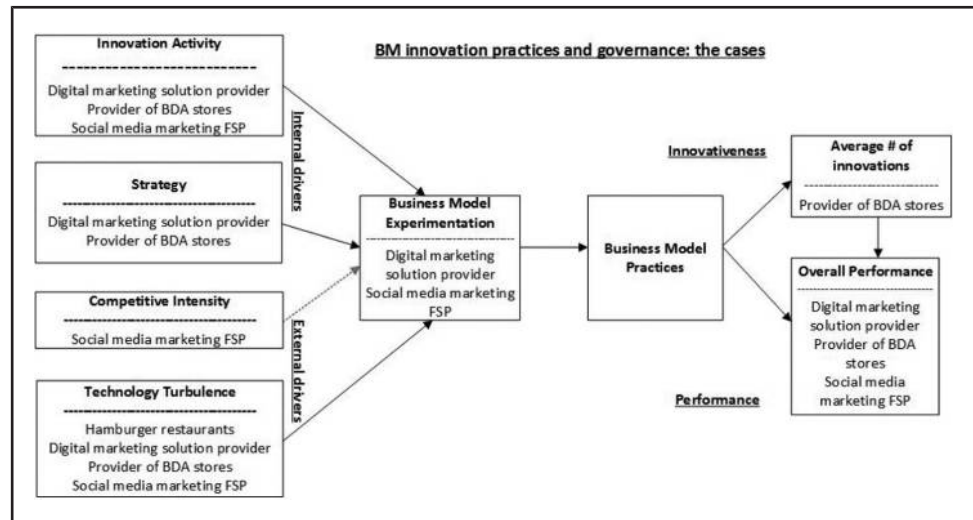 BM innovation practices and governance: the cases
Innovation Activity
Digital marketing solution provider
Provider of BDA stores
Social media marketing FSP
Internal drivers
Strategy
Digital marketing solution provider
Provider of BDA stores
Competitive Intensity
Social media marketing FSP
External drivers
Technology Turbulence
Hamburger restaurants
Digital marketing solution provider
Provider of BDA stores
Social media marketing FSP
Business Model
Experimentation
Digital marketing
solution provider
Social media marketing
FSP
Business Model
Practices
Innovativeness
Average # of
innovations
Provider of BDA stores
Performance
Overall Performance
Digital marketing
solution provider
Provider of BDA
stores
Social media
marketing FSP